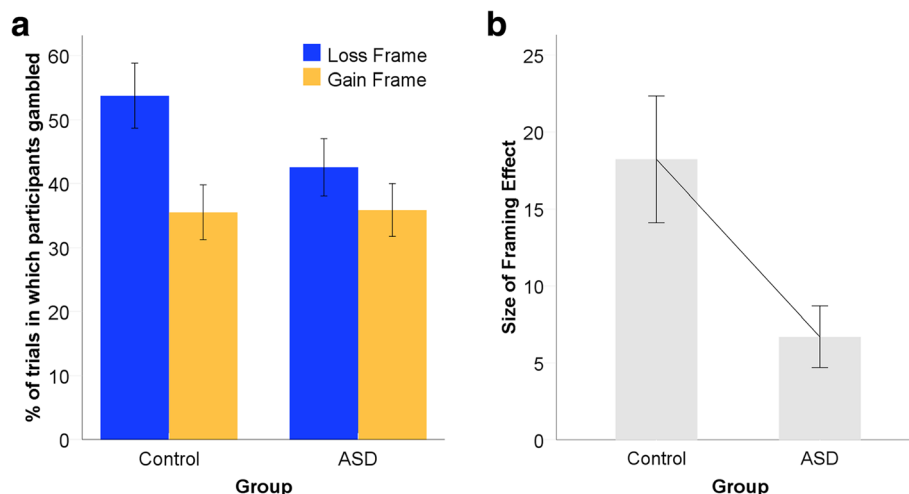 a
% of trials in which participants gambled
60
50
40
30
20
10
0
Loss Frame
Gain Frame
Control
ASD
Group
b
Size of Framing Effect
25
20
15
10
5
0
Control
ASD
Group